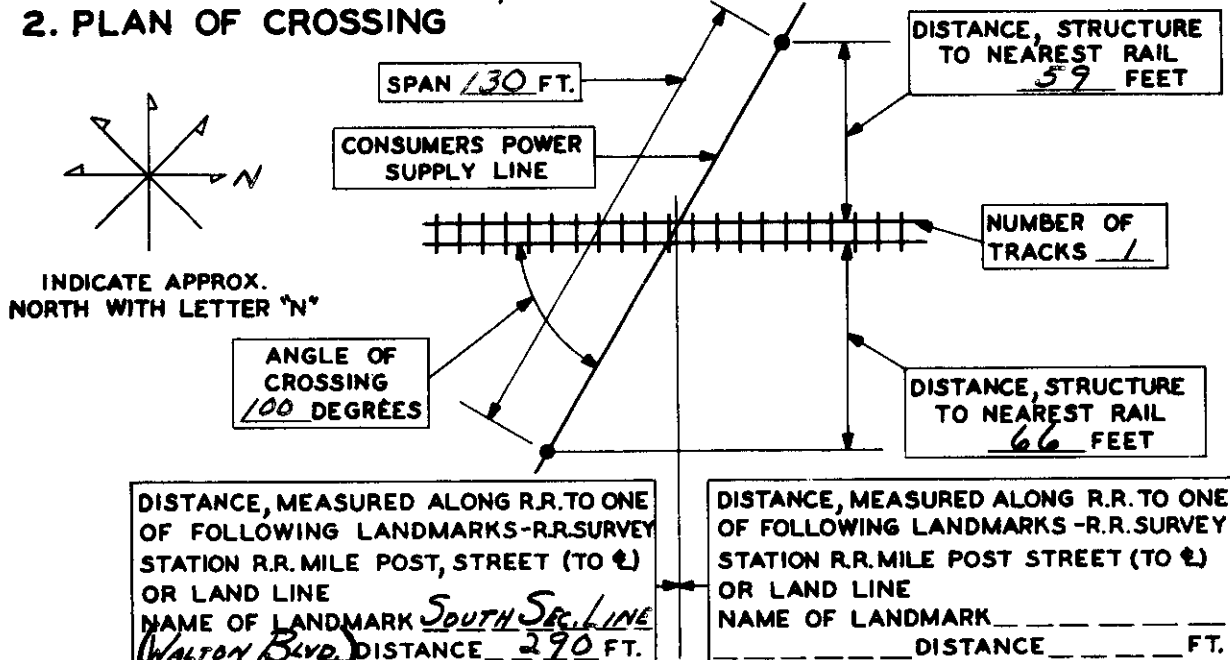 2. PLAN OF CROSSING
DISTANCE, STRUCTURE
TO NEAREST RAIL
59 FEET
SPAN 130 FT.
CONSUMERS POWER
SUPPLY LINE
N
NUMBER OF
TRACKS 1
INDICATE APPROX.
NORTH WITH LETTER "N"
ANGLE OF
CROSSING
100 DEGREES
DISTANCE, STRUCTURE
TO NEAREST RAIL
66 FEET
DISTANCE, MEASURED ALONG R.R. TO ONE
OF FOLLOWING LANDMARKS-R.R.SURVEY
STATION R.R. MILE POST, STREET (TO ℄)
OR LAND LINE
NAME OF LANDMARK SOUTH SEC. LINE
(WALTON BLVD.) DISTANCE 290 FT.
DISTANCE, MEASURED ALONG R.R. TO ONE
OF FOLLOWING LANDMARKS -R.R.SURVEY
STATION R.R. MILE POST STREET (TO ℄)
OR LAND LINE
NAME OF LANDMARK
DISTANCE FT.